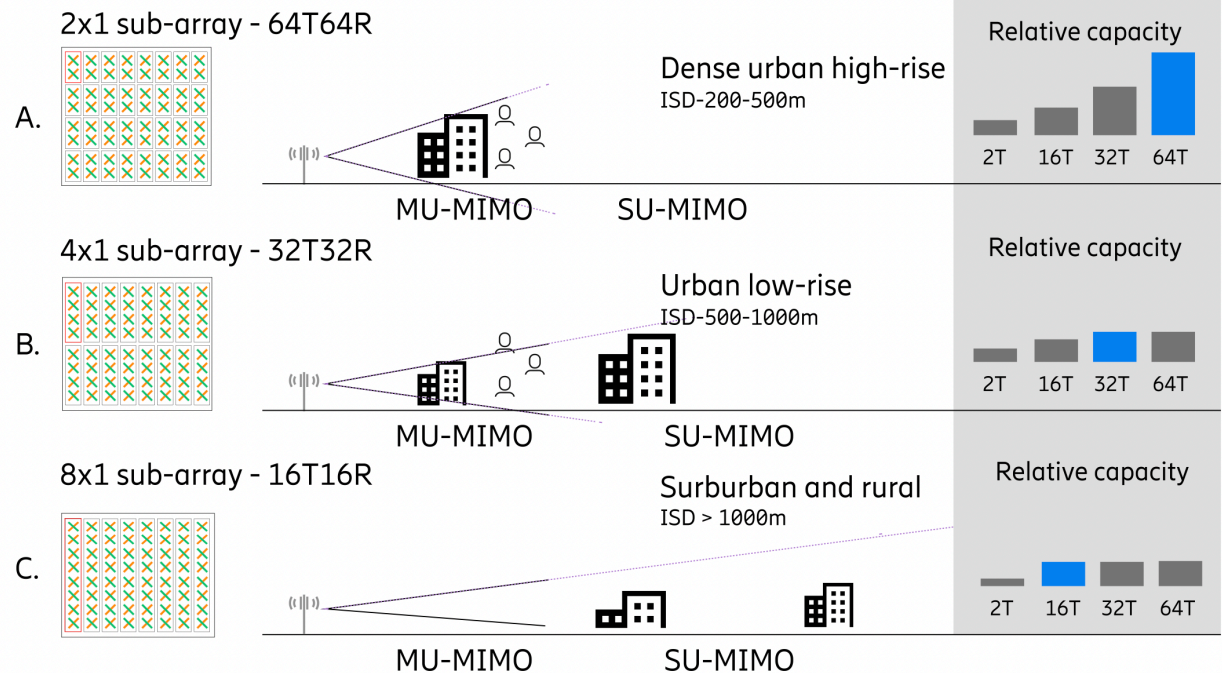 2x1 sub-array - 64T64R
A.
Dense urban high-rise
ISD-200-500m
Relative capacity
2T 16T 32T 64T
MU-MIMO SU-MIMO
4x1 sub-array - 32T32R
B.
Urban low-rise
ISD-500-1000m
Relative capacity
2T 16T 32T 64T
MU-MIMO SU-MIMO
8x1 sub-array - 16T16R
C.
Surburban and rural
ISD > 1000m
Relative capacity
2T 16T 32T 64T
MU-MIMO SU-MIMO